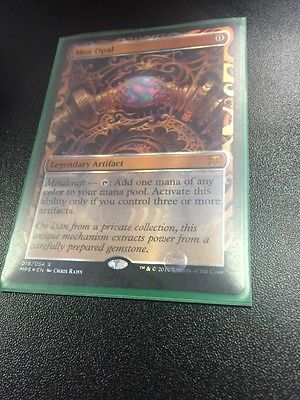 Mox Opal 0
Legendary Artifact
Metalcraft — T: Add one mana of any
color to your mana pool. Activate this
ability only if you control three or more
artifacts.
On loan from a private collection, this
unique mechanism extracts power from a
carefully prepared gemstone.
019/054 S
MPS EN Chris Rahn
™ & © 2016 Wizards of the Coast